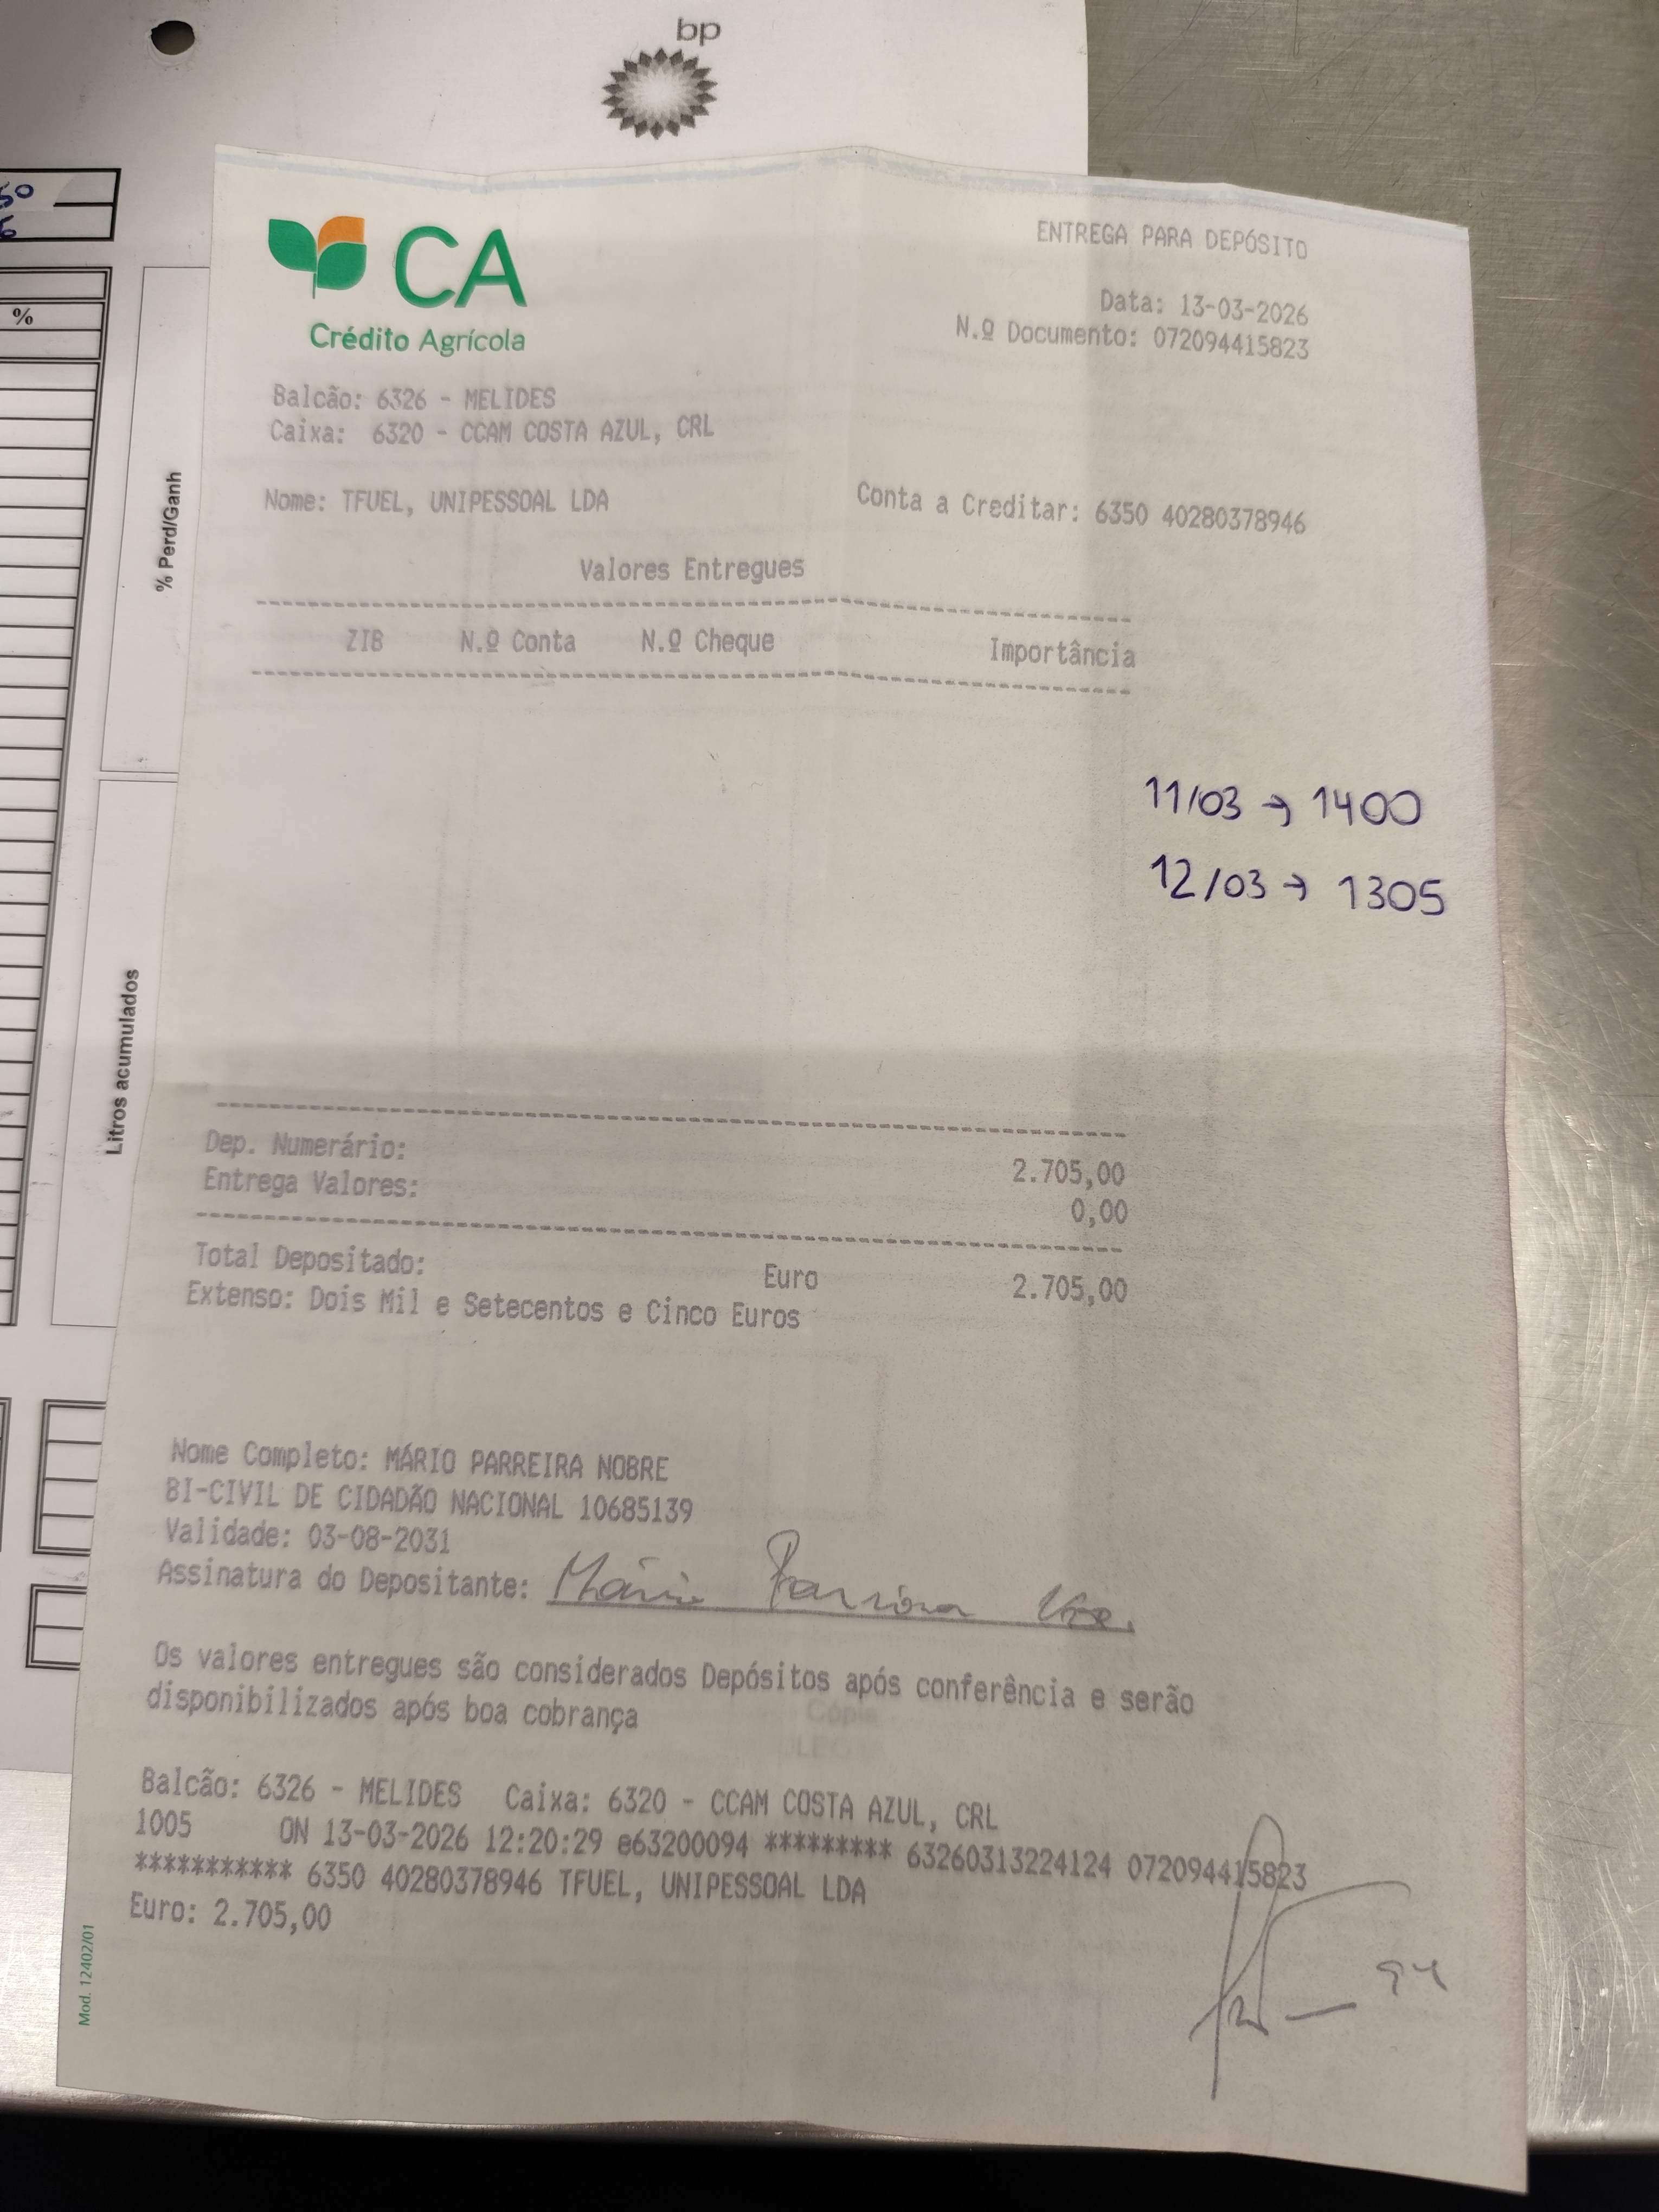 bp
50
%
% Perd/Ganh
Litros acumulados
CA
Crédito Agrícola
ENTREGA PARA DEPÓSITO
Data: 13-03-2026
N.º Documento: 072094415823
Balcão: 6326 - MELIDES
Caixa: 6320 - CCAM COSTA AZUL, CRL
Nome: TFUEL, UNIPESSOAL LDA
Conta a Creditar: 6350 40280378946
Valores Entregues
ZIB N.º Conta N.º Cheque Importância
11/03 → 1400
12/03 → 1305
Dep. Numerário: 2.705,00
Entrega Valores: 0,00
Total Depositado: Euro 2.705,00
Extenso: Dois Mil e Setecentos e Cinco Euros
Nome Completo: MÁRIO PARREIRA NOBRE
BI-CIVIL DE CIDADÃO NACIONAL 10685139
Validade: 03-08-2031
Assinatura do Depositante: Mário Parreira
Os valores entregues são considerados Depósitos após conferência e serão
disponibilizados após boa cobrança
Cópia
Balcão: 6326 - MELIDES Caixa: 6320 - CCAM COSTA AZUL, CRL
1005 ON 13-03-2026 12:20:29 e63200094 ********* 63260313224124 072094415823
*********** 6350 40280378946 TFUEL, UNIPESSOAL LDA
Euro: 2.705,00
94
Mod. 12402/01